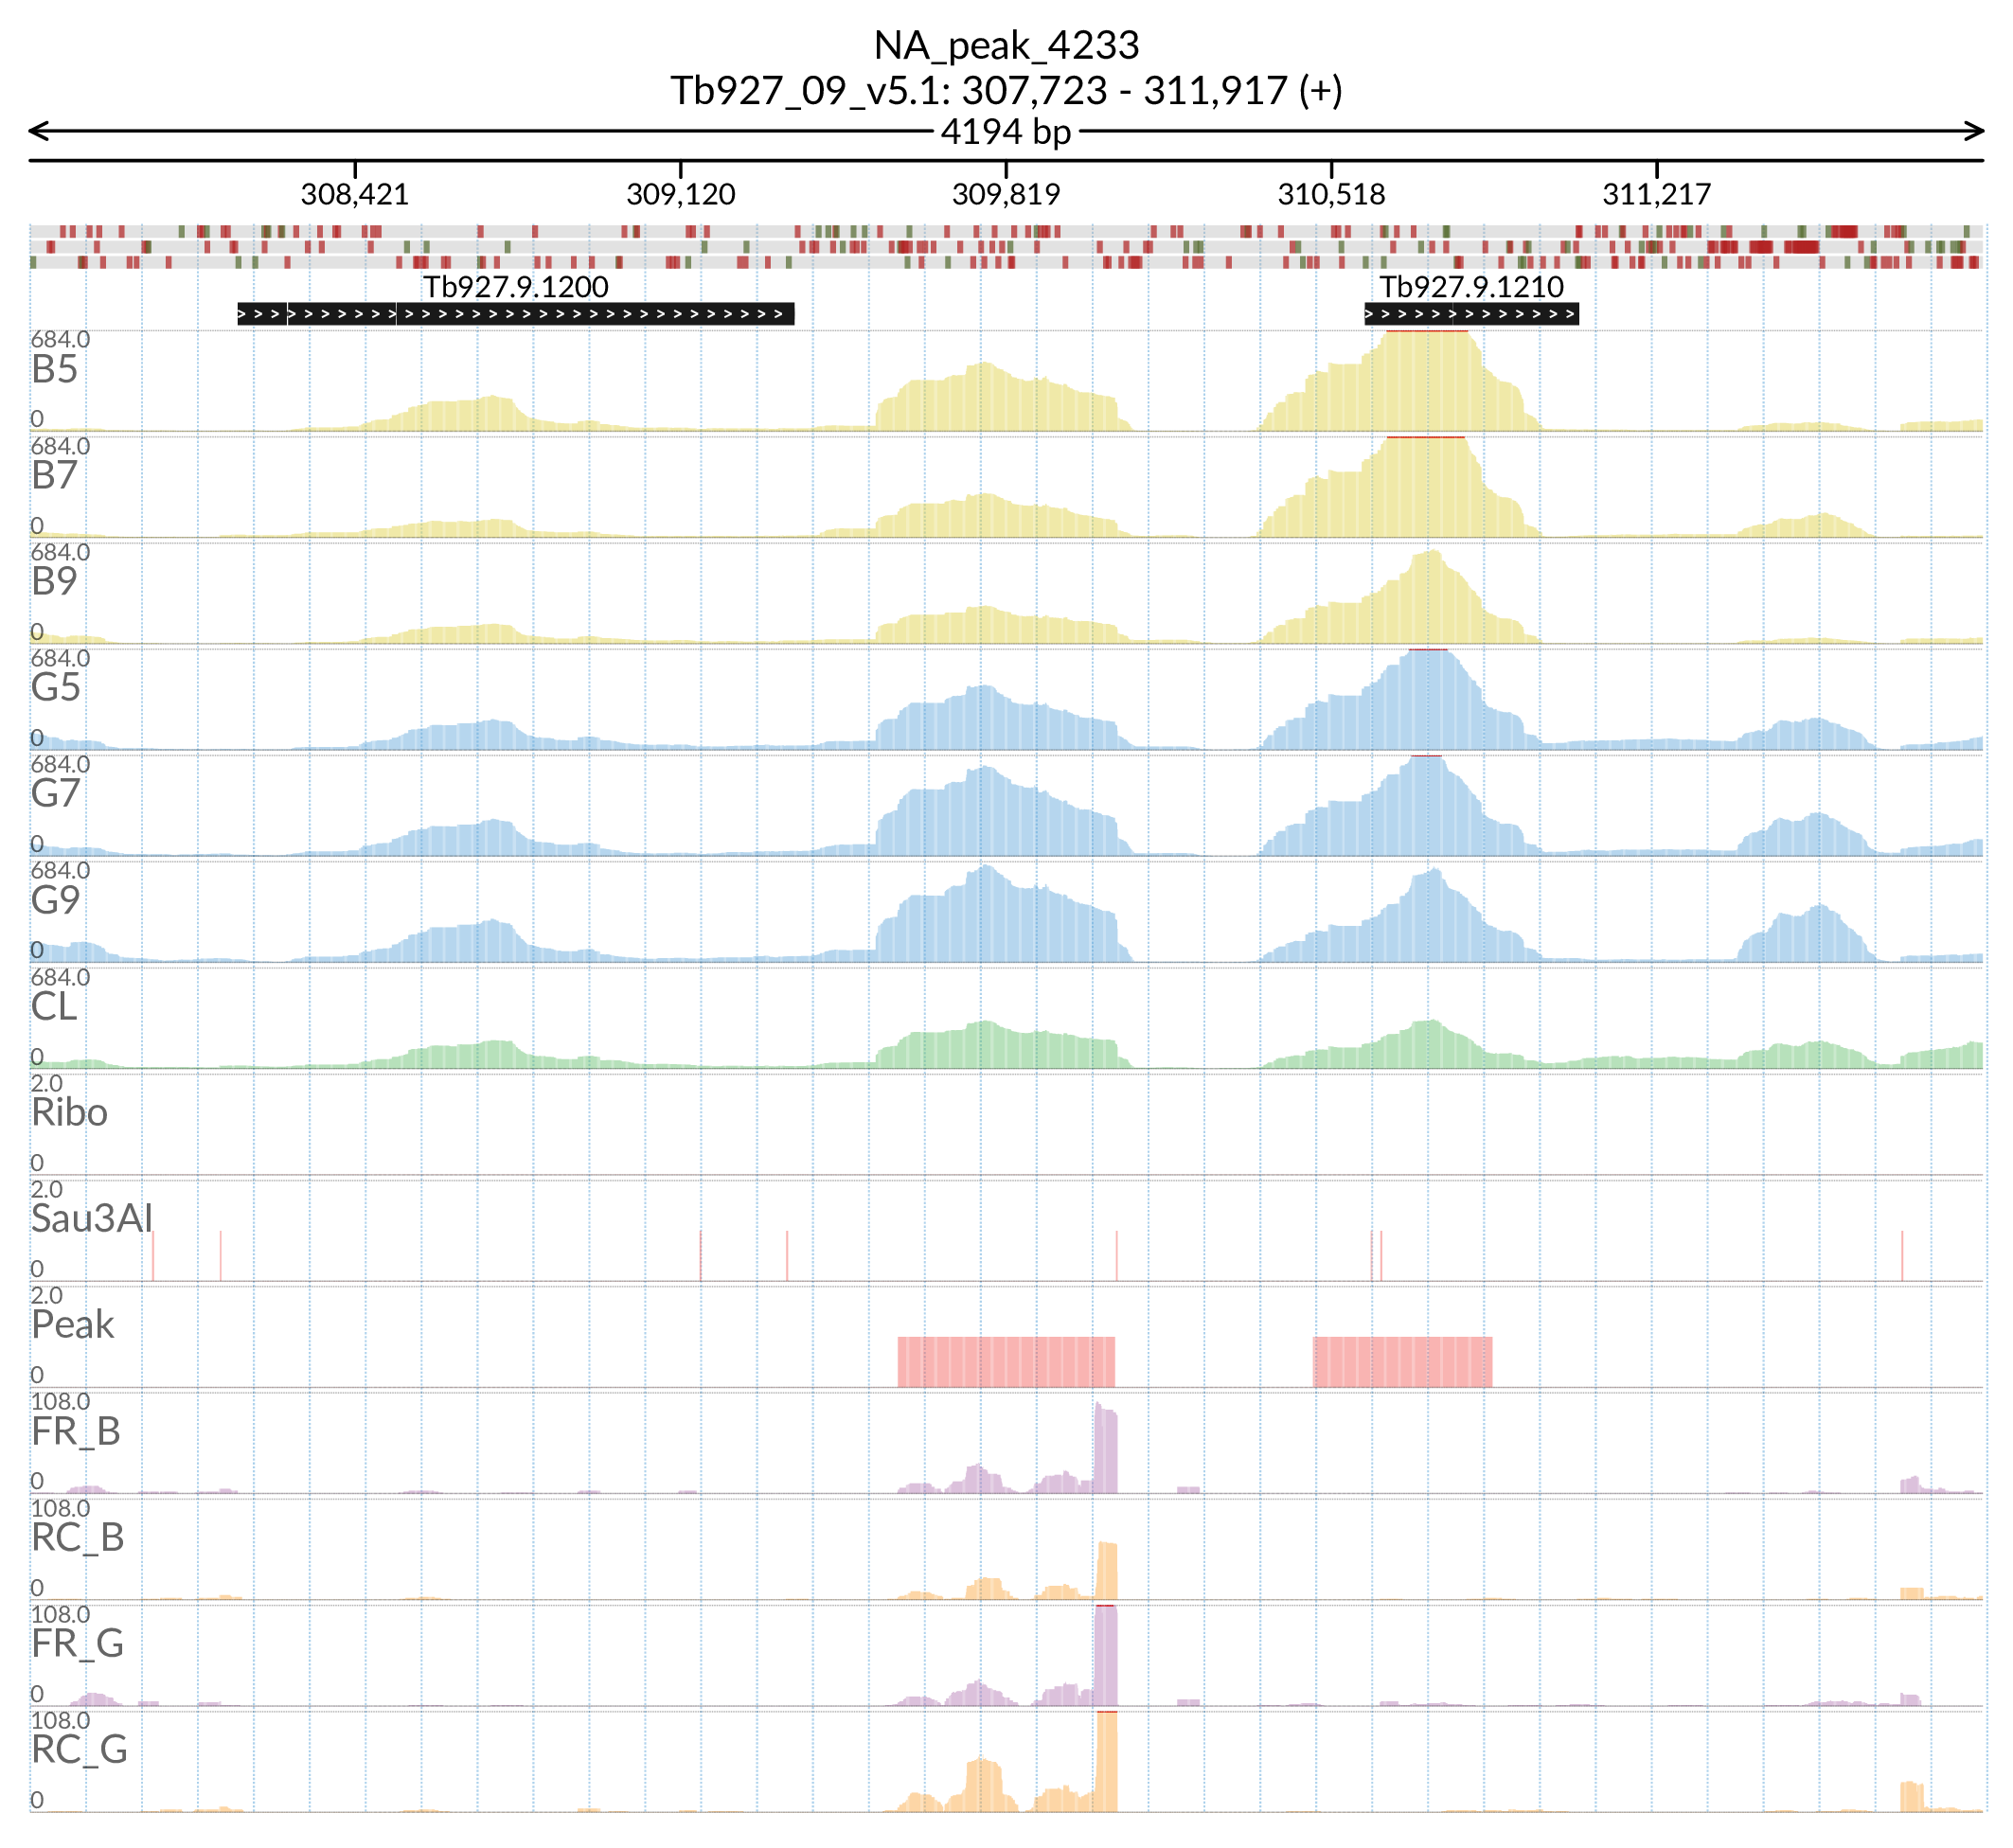 NA_peak_4233
Tb927_09_v5.1: 307,723 - 311,917 (+)
4194 bp
308,421 309,120 309,819 310,518 311,217
Tb927.9.1200 Tb927.9.1210
684.0
B5
0
684.0
B7
0
684.0
B9
0
684.0
G5
0
684.0
G7
0
684.0
G9
0
684.0
CL
0
2.0
Ribo
0
2.0
Sau3AI
0
2.0
Peak
0
108.0
FR_B
0
108.0
RC_B
0
108.0
FR_G
0
108.0
RC_G
0